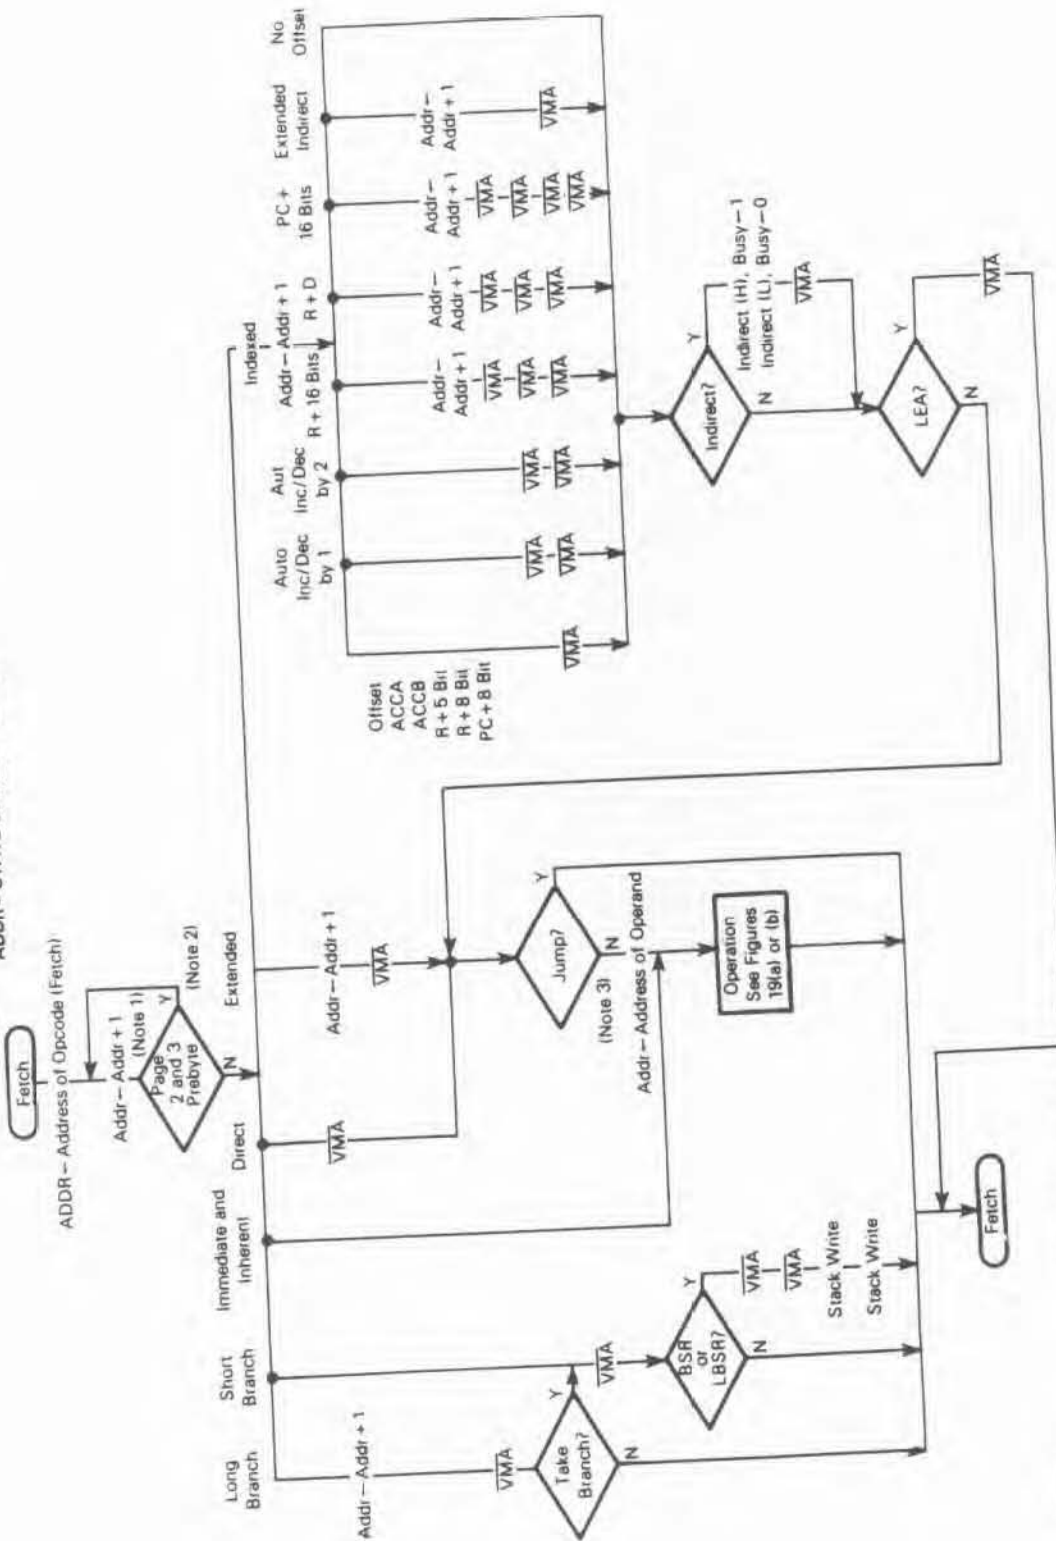 Fetch
ADDR – Address of Opcode (Fetch)
Addr – Addr + 1
(Note 1)
Page
2 and 3
Prebyte
Y
(Note 2)
N
Long
Branch
Short
Branch
Immediate and
Inherent
Direct
Extended
Indexed
Addr – Addr + 1
VMA
Take
Branch?
Y
N
VMA
BSR
or
LBSR?
Y
N
VMA
VMA
Stack Write
Stack Write
VMA
Addr – Addr + 1
VMA
Jump?
Y
(Note 3)
N
Addr – Address of Operand
Operation
See Figures
19(a) or (b)
Fetch
Addr – Addr + 1
Offset
ACCA
ACCB
R + 5 Bit
R + 8 Bit
PC + 8 Bit
VMA
Auto
Inc/Dec
by 1
VMA
VMA
Aut
Inc/Dec
by 2
VMA
VMA
R + 16 Bits
Addr –
Addr + 1
VMA
VMA
VMA
R + D
Addr –
Addr + 1
VMA
VMA
VMA
PC +
16 Bits
Addr –
Addr + 1
VMA
VMA
VMA
VMA
Extended
Indirect
Addr –
Addr + 1
VMA
No
Offset
Indirect?
Y
N
Indirect (H), Busy – 1
Indirect (L), Busy – 0
VMA
LEA?
Y
N
VMA